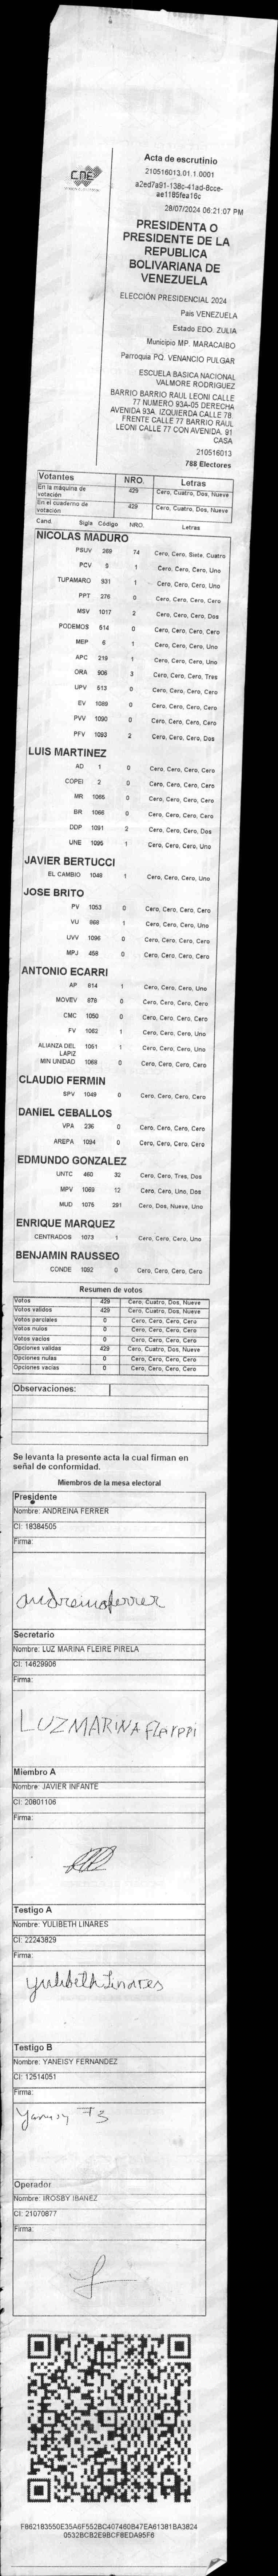 CNE
Acta de escrutinio
210516013.01.1.0001
a2ed7a91-138c-41ad-8cce-
ae1185fea16c
28/07/2024 06:21:07 PM
PRESIDENTA O
PRESIDENTE DE LA
REPUBLICA
BOLIVARIANA DE
VENEZUELA
ELECCIÓN PRESIDENCIAL 2024
Pais VENEZUELA
Estado EDO. ZULIA
Municipio MP. MARACAIBO
Parroquia PQ. VENANCIO PULGAR
ESCUELA BASICA NACIONAL
VALMORE RODRIGUEZ
BARRIO BARRIO RAUL LEONI CALLE
77 NUMERO 93A-05 DERECHA
AVENIDA 93A. IZQUIERDA CALLE 78.
FRENTE CALLE 77 BARRIO RAUL
LEONI CALLE 77 CON AVENIDA. 91
CASA
210516013
788 Electores
Votantes NRO. Letras
En la máquina de votación 429 Cero, Cuatro, Dos, Nueve
En el cuaderno de votación 429 Cero, Cuatro, Dos, Nueve
Cand. Sigla Código NRO. Letras
NICOLAS MADURO
PSUV 269 74 Cero, Cero, Siete, Cuatro
PCV 5 1 Cero, Cero, Cero, Uno
TUPAMARO 931 1 Cero, Cero, Cero, Uno
PPT 276 0 Cero, Cero, Cero, Cero
MSV 1017 2 Cero, Cero, Cero, Dos
PODEMOS 514 0 Cero, Cero, Cero, Cero
MEP 6 1 Cero, Cero, Cero, Uno
APC 219 1 Cero, Cero, Cero, Uno
ORA 906 3 Cero, Cero, Cero, Tres
UPV 513 0 Cero, Cero, Cero, Cero
EV 1089 0 Cero, Cero, Cero, Cero
PVV 1090 0 Cero, Cero, Cero, Cero
PFV 1093 2 Cero, Cero, Cero, Dos
LUIS MARTINEZ
AD 1 0 Cero, Cero, Cero, Cero
COPEI 2 0 Cero, Cero, Cero, Cero
MR 1065 0 Cero, Cero, Cero, Cero
BR 1066 0 Cero, Cero, Cero, Cero
DDP 1091 2 Cero, Cero, Cero, Dos
UNE 1095 1 Cero, Cero, Cero, Uno
JAVIER BERTUCCI
EL CAMBIO 1048 1 Cero, Cero, Cero, Uno
JOSE BRITO
PV 1053 0 Cero, Cero, Cero, Cero
VU 868 1 Cero, Cero, Cero, Uno
UVV 1096 0 Cero, Cero, Cero, Cero
MPJ 458 0 Cero, Cero, Cero, Cero
ANTONIO ECARRI
AP 814 1 Cero, Cero, Cero, Uno
MOVEV 879 0 Cero, Cero, Cero, Cero
CMC 1050 0 Cero, Cero, Cero, Cero
FV 1062 1 Cero, Cero, Cero, Uno
ALIANZA DEL LAPIZ 1051 1 Cero, Cero, Cero, Uno
MIN UNIDAD 1068 0 Cero, Cero, Cero, Cero
CLAUDIO FERMIN
SPV 1049 0 Cero, Cero, Cero, Cero
DANIEL CEBALLOS
VPA 236 0 Cero, Cero, Cero, Cero
AREPA 1094 0 Cero, Cero, Cero, Cero
EDMUNDO GONZALEZ
UNTC 460 32 Cero, Cero, Tres, Dos
MPV 1069 12 Cero, Cero, Uno, Dos
MUD 1075 291 Cero, Dos, Nueve, Uno
ENRIQUE MARQUEZ
CENTRADOS 1073 1 Cero, Cero, Cero, Uno
BENJAMIN RAUSSEO
CONDE 1092 0 Cero, Cero, Cero, Cero
Resumen de votos
Votos 429 Cero, Cuatro, Dos, Nueve
Votos validos 429 Cero, Cuatro, Dos, Nueve
Votos parciales 0 Cero, Cero, Cero, Cero
Votos nulos 0 Cero, Cero, Cero, Cero
Votos vacíos 0 Cero, Cero, Cero, Cero
Opciones validas 429 Cero, Cuatro, Dos, Nueve
Opciones nulas 0 Cero, Cero, Cero, Cero
Opciones vacías 0 Cero, Cero, Cero, Cero
Observaciones:
Se levanta la presente acta la cual firman en
señal de conformidad.
Miembros de la mesa electoral
Presidente
Nombre: ANDREINA FERRER
CI: 18384505
Firma:
andreinaferrer
Secretario
Nombre: LUZ MARINA FLEIRE PIRELA
CI: 14629906
Firma:
LUZ MARINA
Miembro A
Nombre: JAVIER INFANTE
CI: 20801106
Firma:
Testigo A
Nombre: YULIBETH LINARES
CI: 22243829
Firma:
Yulibeth Linares
Testigo B
Nombre: YANEISY FERNANDEZ
CI: 12514051
Firma:
Operador
Nombre: IROSBY IBANEZ
CI: 21070877
Firma:
F862183550E35A6F552BC407460B47EA61381BA3824
0532BCB2E9BCF8EDA95F6